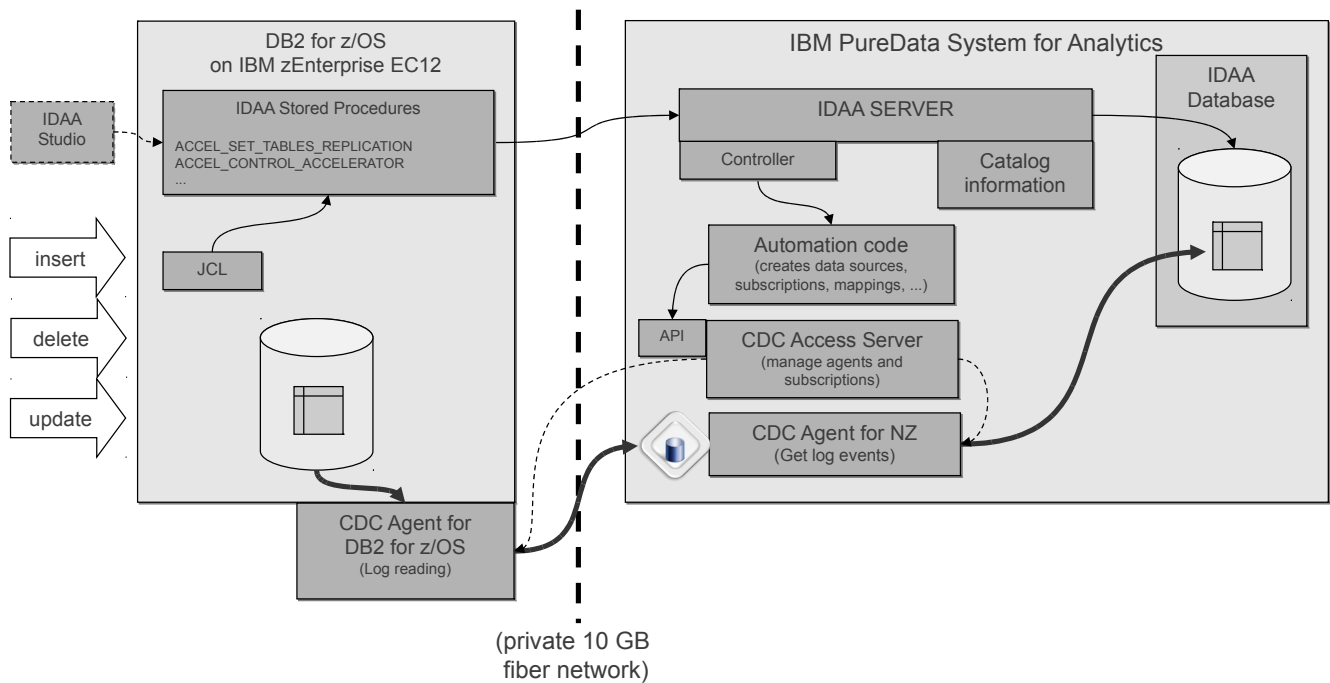 DB2 for z/OS
on IBM zEnterprise EC12
IDAA
Studio
IDAA Stored Procedures
ACCEL_SET_TABLES_REPLICATION
ACCEL_CONTROL_ACCELERATOR
...
JCL
insert
delete
update
CDC Agent for
DB2 for z/OS
(Log reading)
(private 10 GB
fiber network)
IBM PureData System for Analytics
IDAA SERVER
Controller
Catalog
information
IDAA
Database
Automation code
(creates data sources,
subscriptions, mappings, ...)
API
CDC Access Server
(manage agents and
subscriptions)
CDC Agent for NZ
(Get log events)